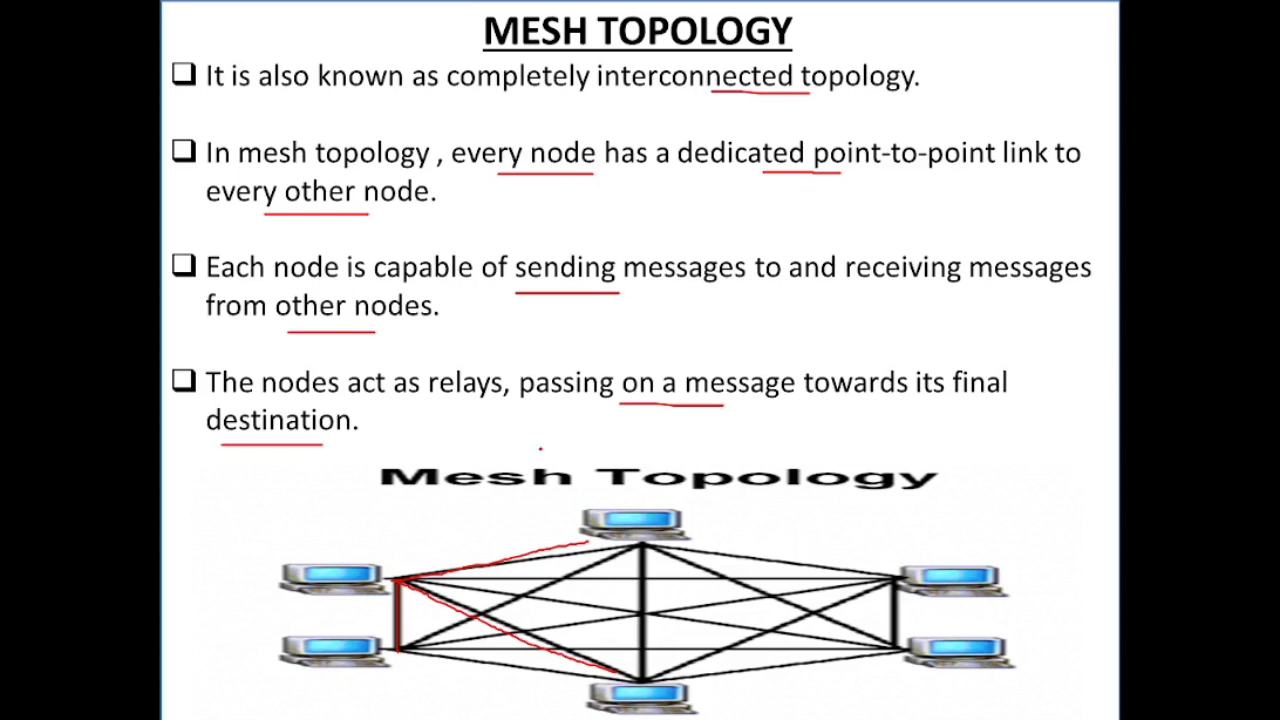 MESH TOPOLOGY
❑ It is also known as completely interconnected topology.
❑ In mesh topology , every node has a dedicated point-to-point link to
every other node.
❑ Each node is capable of sending messages to and receiving messages
from other nodes.
❑ The nodes act as relays, passing on a message towards its final
destination.
Mesh Topology